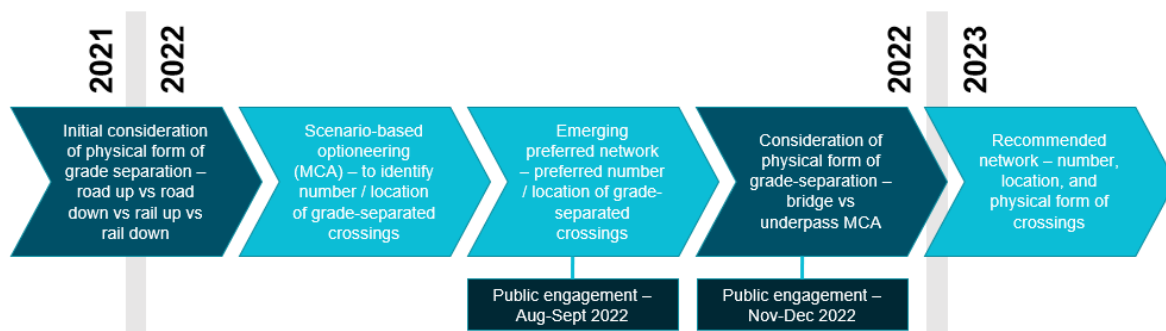 2021
2022
2022
2023
Initial consideration
of physical form of
grade separation –
road up vs road
down vs rail up vs
rail down
Scenario-based
optioneering
(MCA) – to identify
number / location
of grade-separated
crossings
Emerging
preferred network
– preferred number
/ location of grade-
separated
crossings
Consideration of
physical form of
grade-separation –
bridge vs
underpass MCA
Recommended
network – number,
location, and
physical form of
crossings
Public engagement –
Aug-Sept 2022
Public engagement –
Nov-Dec 2022